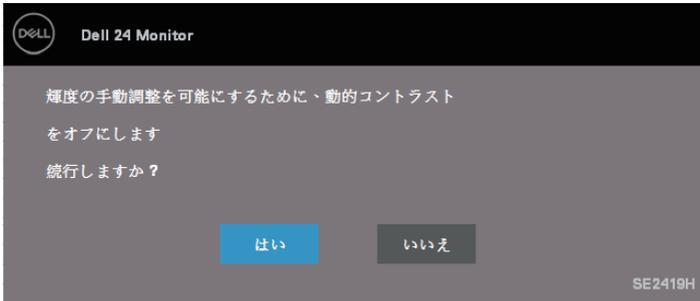 DELL
Dell 24 Monitor
輝度の手動調整を可能にするために、動的コントラスト
をオフにします
続行しますか？
はい
いいえ
SE2419H